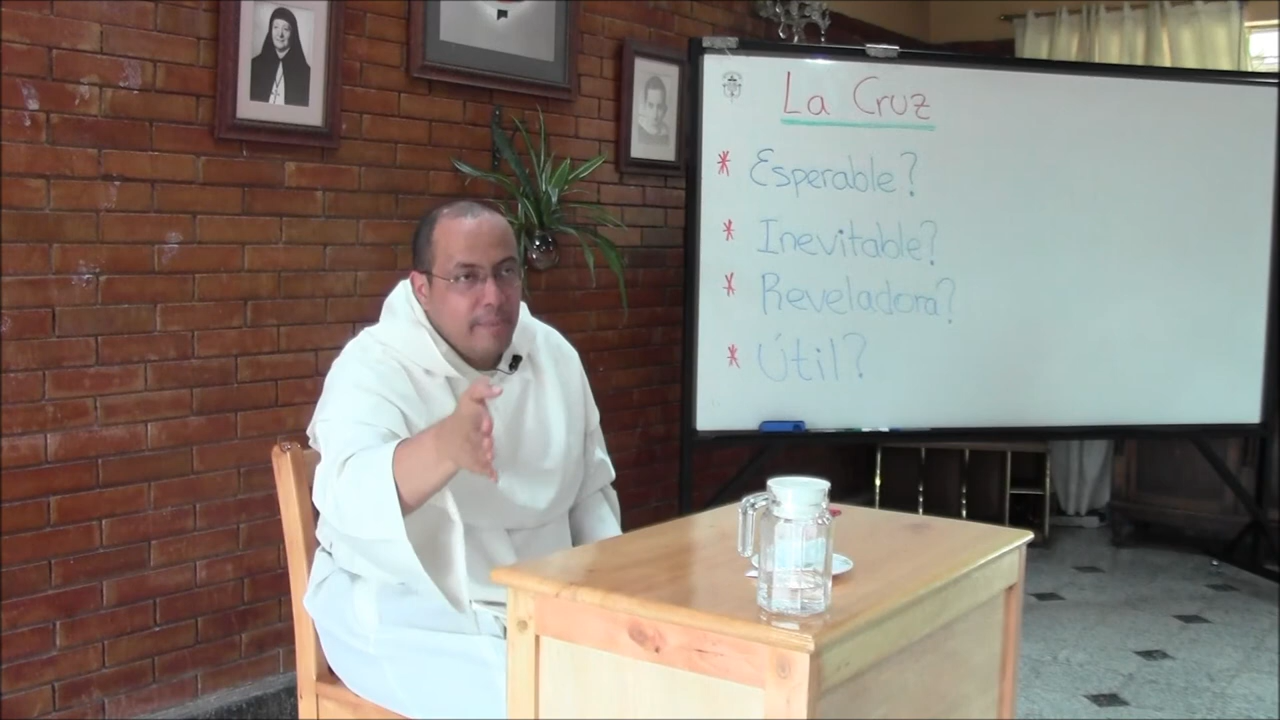 La Cruz
* Esperable?
* Inevitable?
* Reveladora?
* Útil?